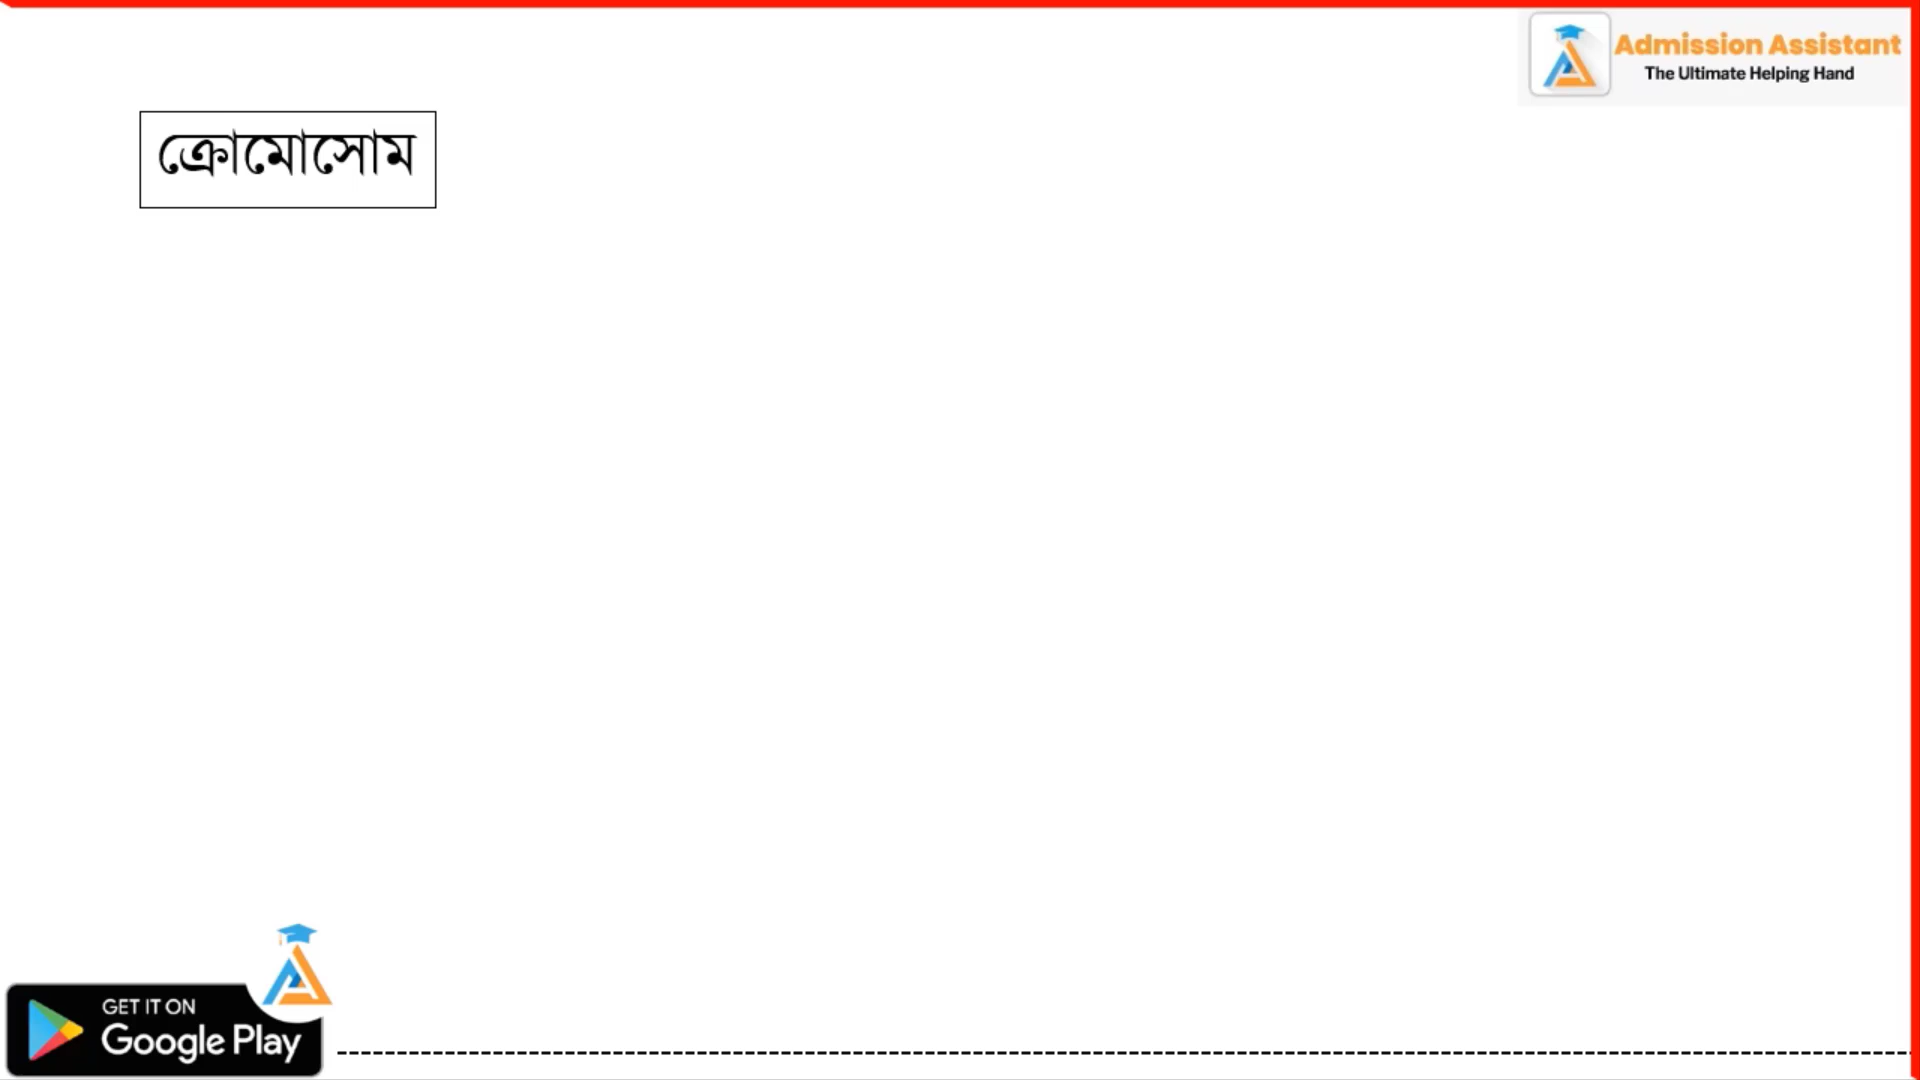 Admission Assistant
The Ultimate Helping Hand
ক্রোমোসোম
GET IT ON
Google Play